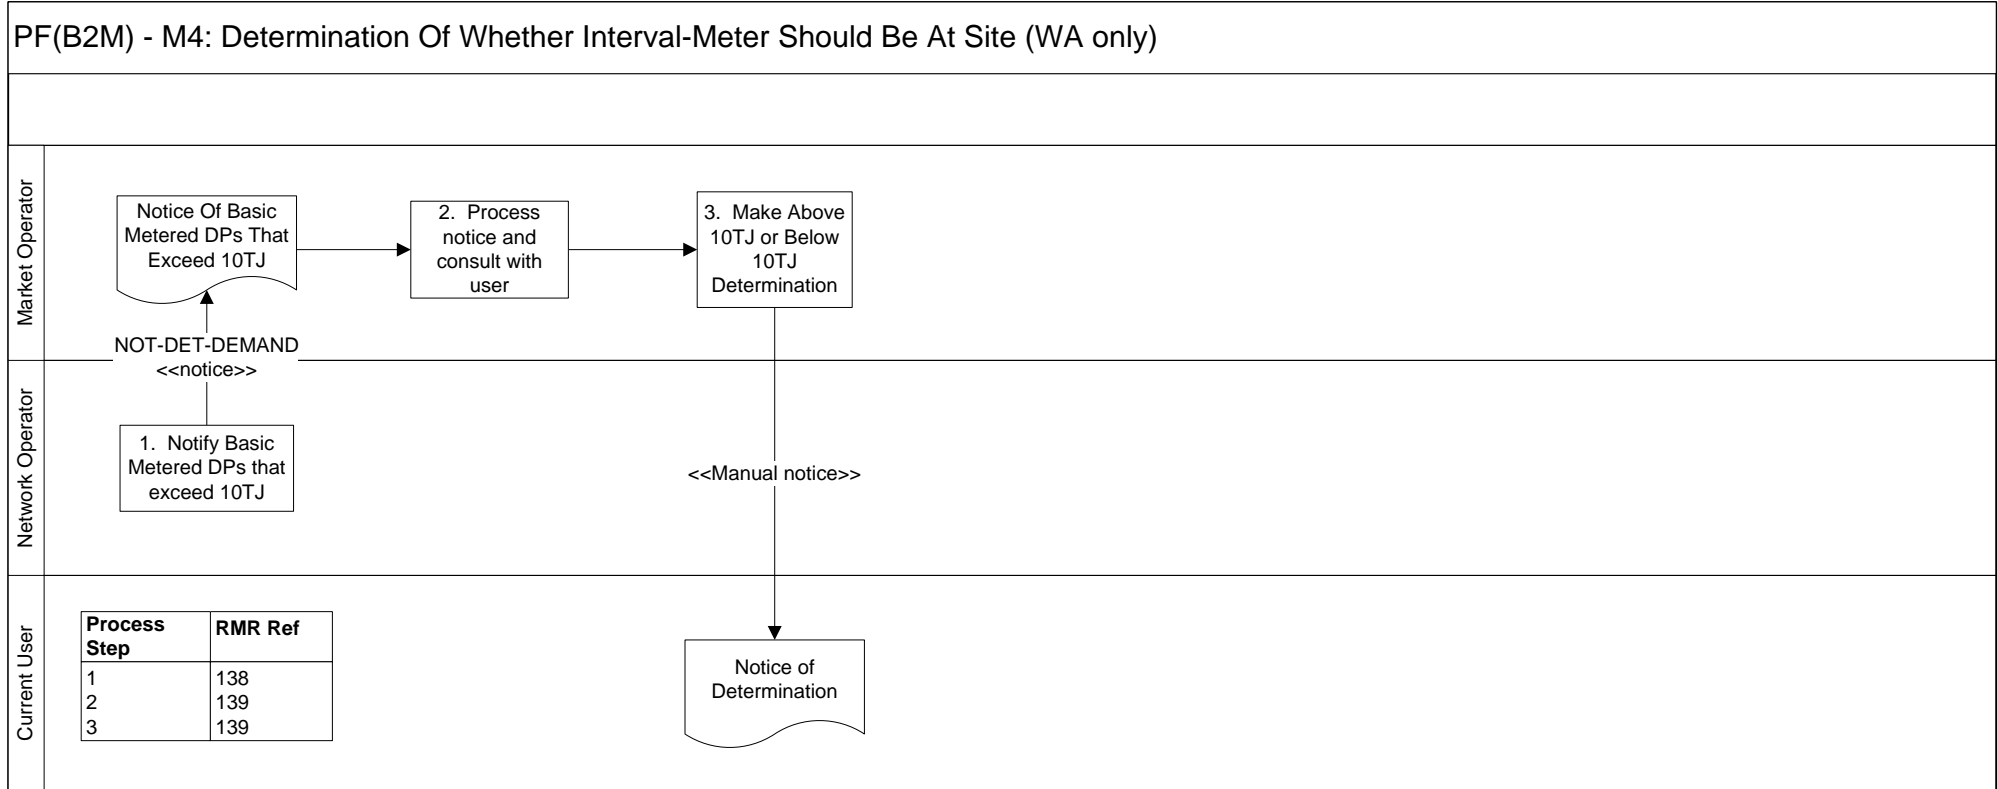 PF(B2M) - M4: Determination Of Whether Interval-Meter Should Be At Site (WA only)
Market Operator
Notice Of Basic
Metered DPs That
Exceed 10TJ
2. Process
notice and
consult with
user
3. Make Above
10TJ or Below
10TJ
Determination
NOT-DET-DEMAND
<<notice>>
Network Operator
1. Notify Basic
Metered DPs that
exceed 10TJ
<<Manual notice>>
Current User
Process
Step
RMR Ref
1 138
2 139
3 139
Notice of
Determination